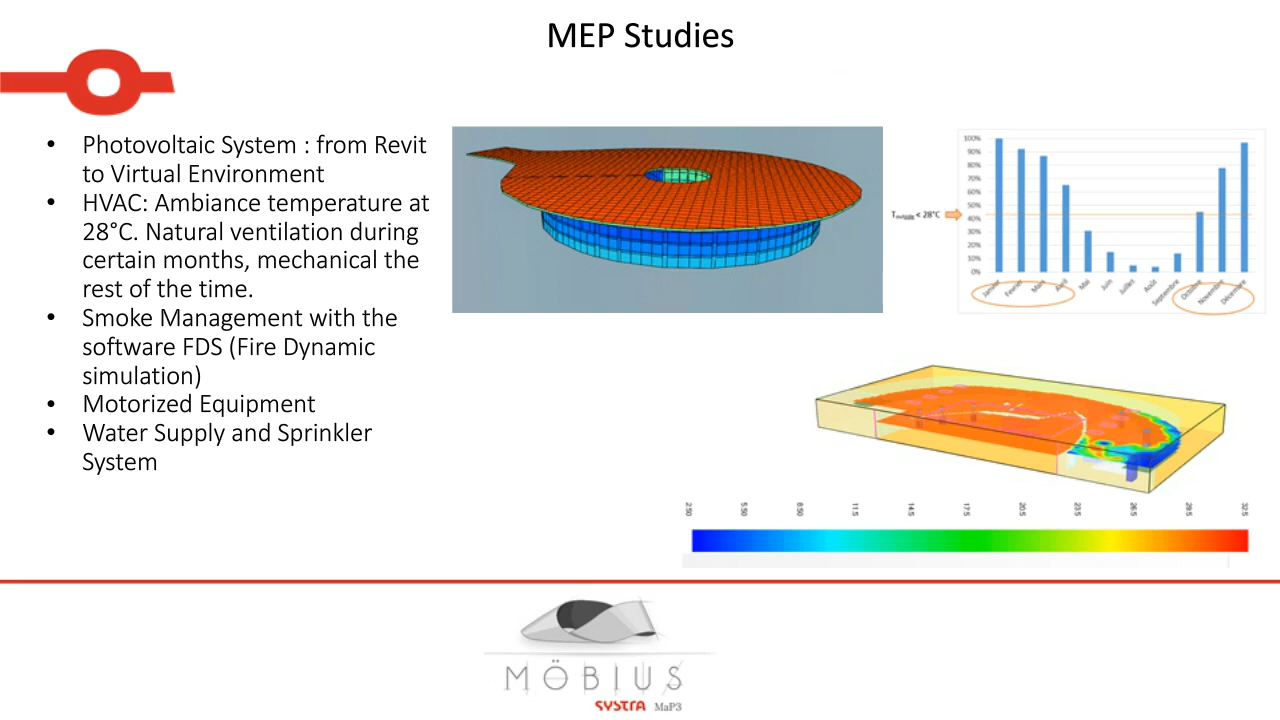 MEP Studies
• Photovoltaic System : from Revit
to Virtual Environment
• HVAC: Ambiance temperature at
28°C. Natural ventilation during
certain months, mechanical the
rest of the time.
• Smoke Management with the
software FDS (Fire Dynamic
simulation)
• Motorized Equipment
• Water Supply and Sprinkler
System
100%
90%
80%
70%
60%
50%
40%
30%
20%
10%
0%
T < 28°C
Janvier Février Mars Avril Mai Juin Juillet Août Septembre Octobre Novembre Décembre
2.50 5.50 8.50 11.5 14.5 17.5 20.5 23.5 26.5 29.5 32.5
MÖBIUS
SYSTRA MaP3